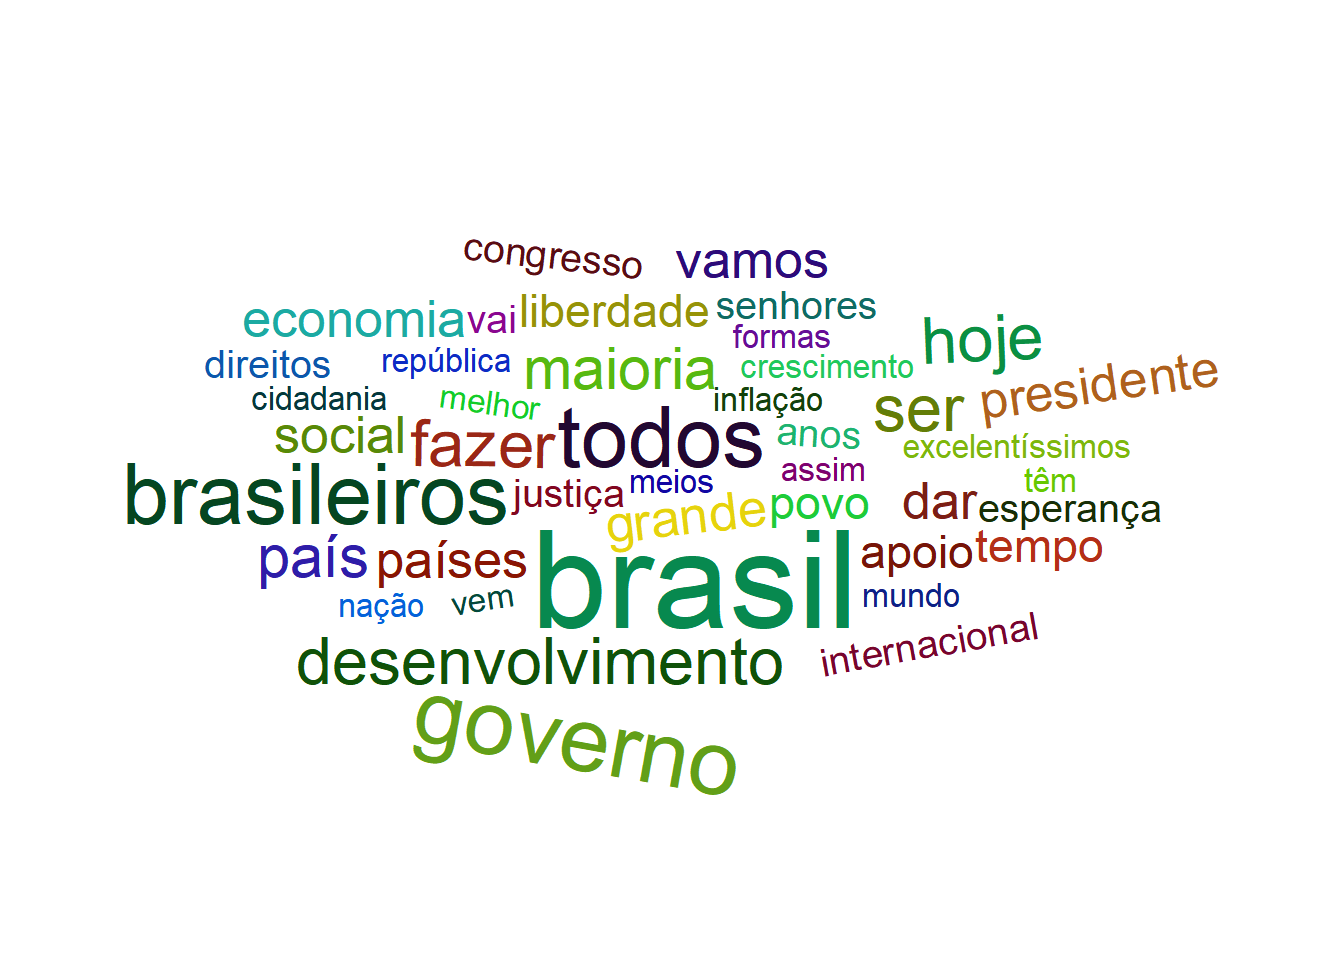 congresso vamos
economia vai liberdade senhores
formas hoje
direitos república maioria crescimento presidente
cidadania melhor inflação ser
social fazer todos anos excelentíssimos
brasileiros justiça meios assim têm
grande povo dar esperança
país países brasil apoio tempo
nação vem mundo
desenvolvimento internacional
governo